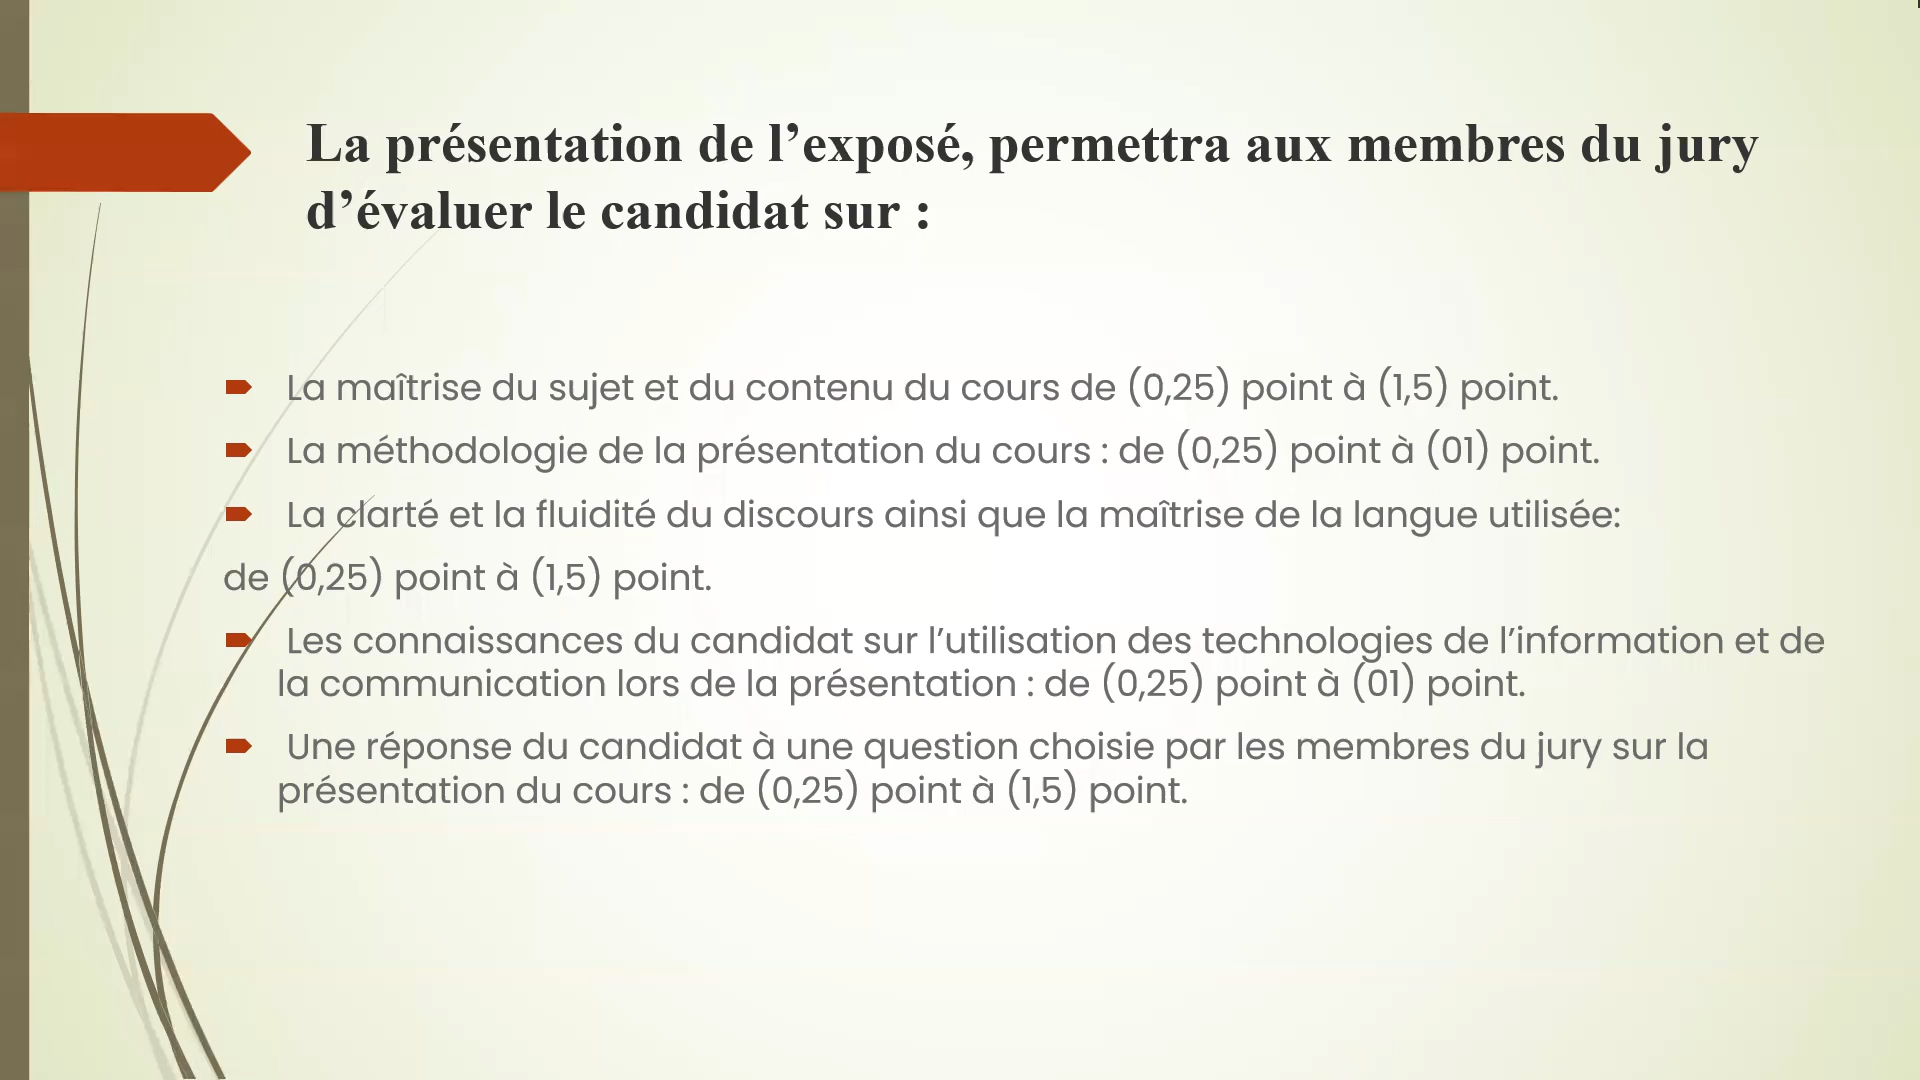 La présentation de l’exposé, permettra aux membres du jury
d’évaluer le candidat sur :
La maîtrise du sujet et du contenu du cours de (0,25) point à (1,5) point.
La méthodologie de la présentation du cours : de (0,25) point à (01) point.
La clarté et la fluidité du discours ainsi que la maîtrise de la langue utilisée:
de (0,25) point à (1,5) point.
Les connaissances du candidat sur l’utilisation des technologies de l’information et de
la communication lors de la présentation : de (0,25) point à (01) point.
Une réponse du candidat à une question choisie par les membres du jury sur la
présentation du cours : de (0,25) point à (1,5) point.